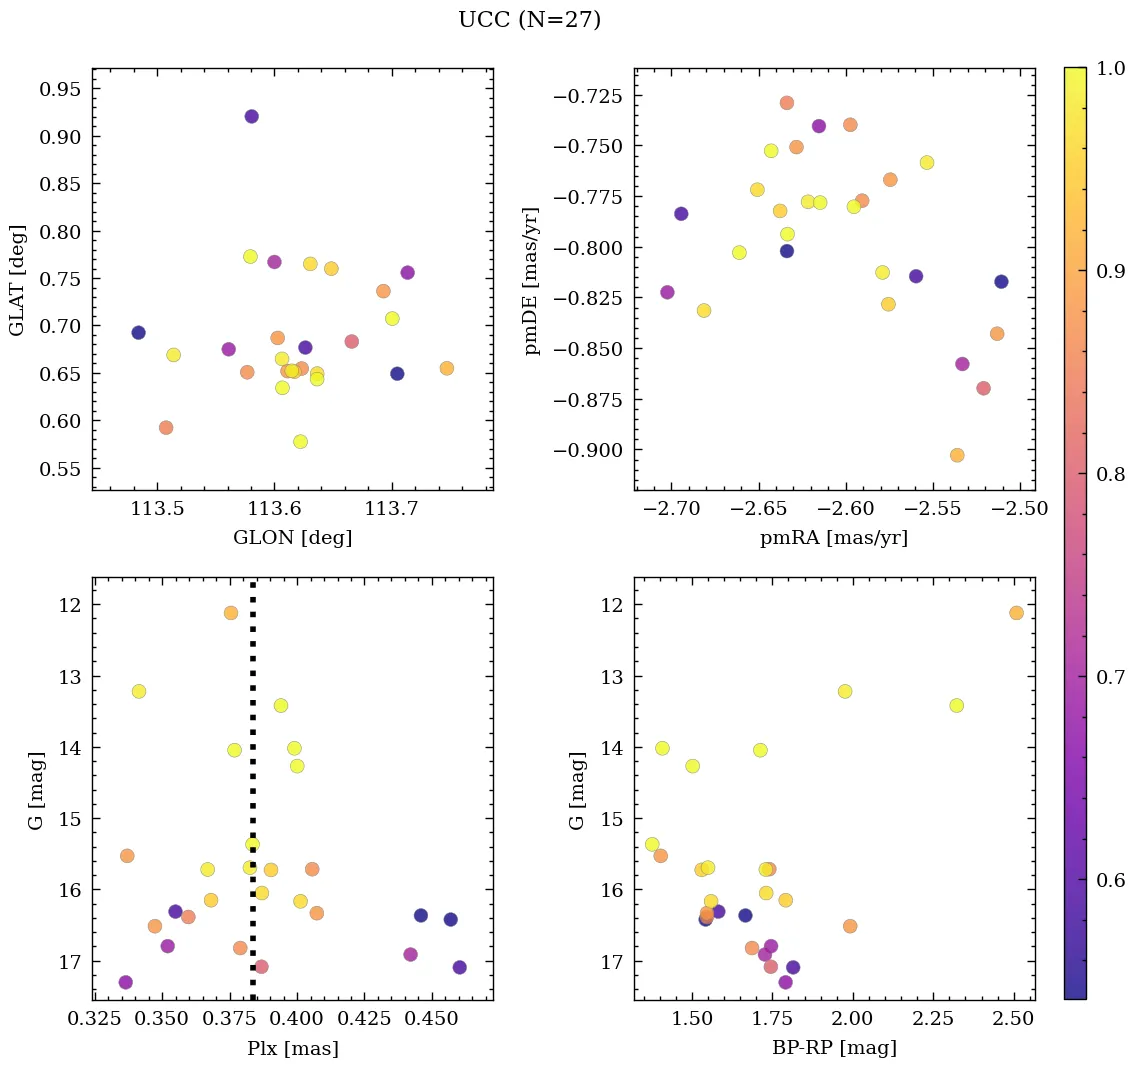 UCC (N=27)
0.95
0.90
0.85
0.80
0.75
0.70
0.65
0.60
0.55
GLAT [deg]
113.5 113.6 113.7
GLON [deg]
−0.725
−0.750
−0.775
−0.800
−0.825
−0.850
−0.875
−0.900
pmDE [mas/yr]
−2.70 −2.65 −2.60 −2.55 −2.50
pmRA [mas/yr]
12
13
14
15
16
17
G [mag]
0.325 0.350 0.375 0.400 0.425 0.450
Plx [mas]
12
13
14
15
16
17
G [mag]
1.50 1.75 2.00 2.25 2.50
BP-RP [mag]
1.0
0.9
0.8
0.7
0.6